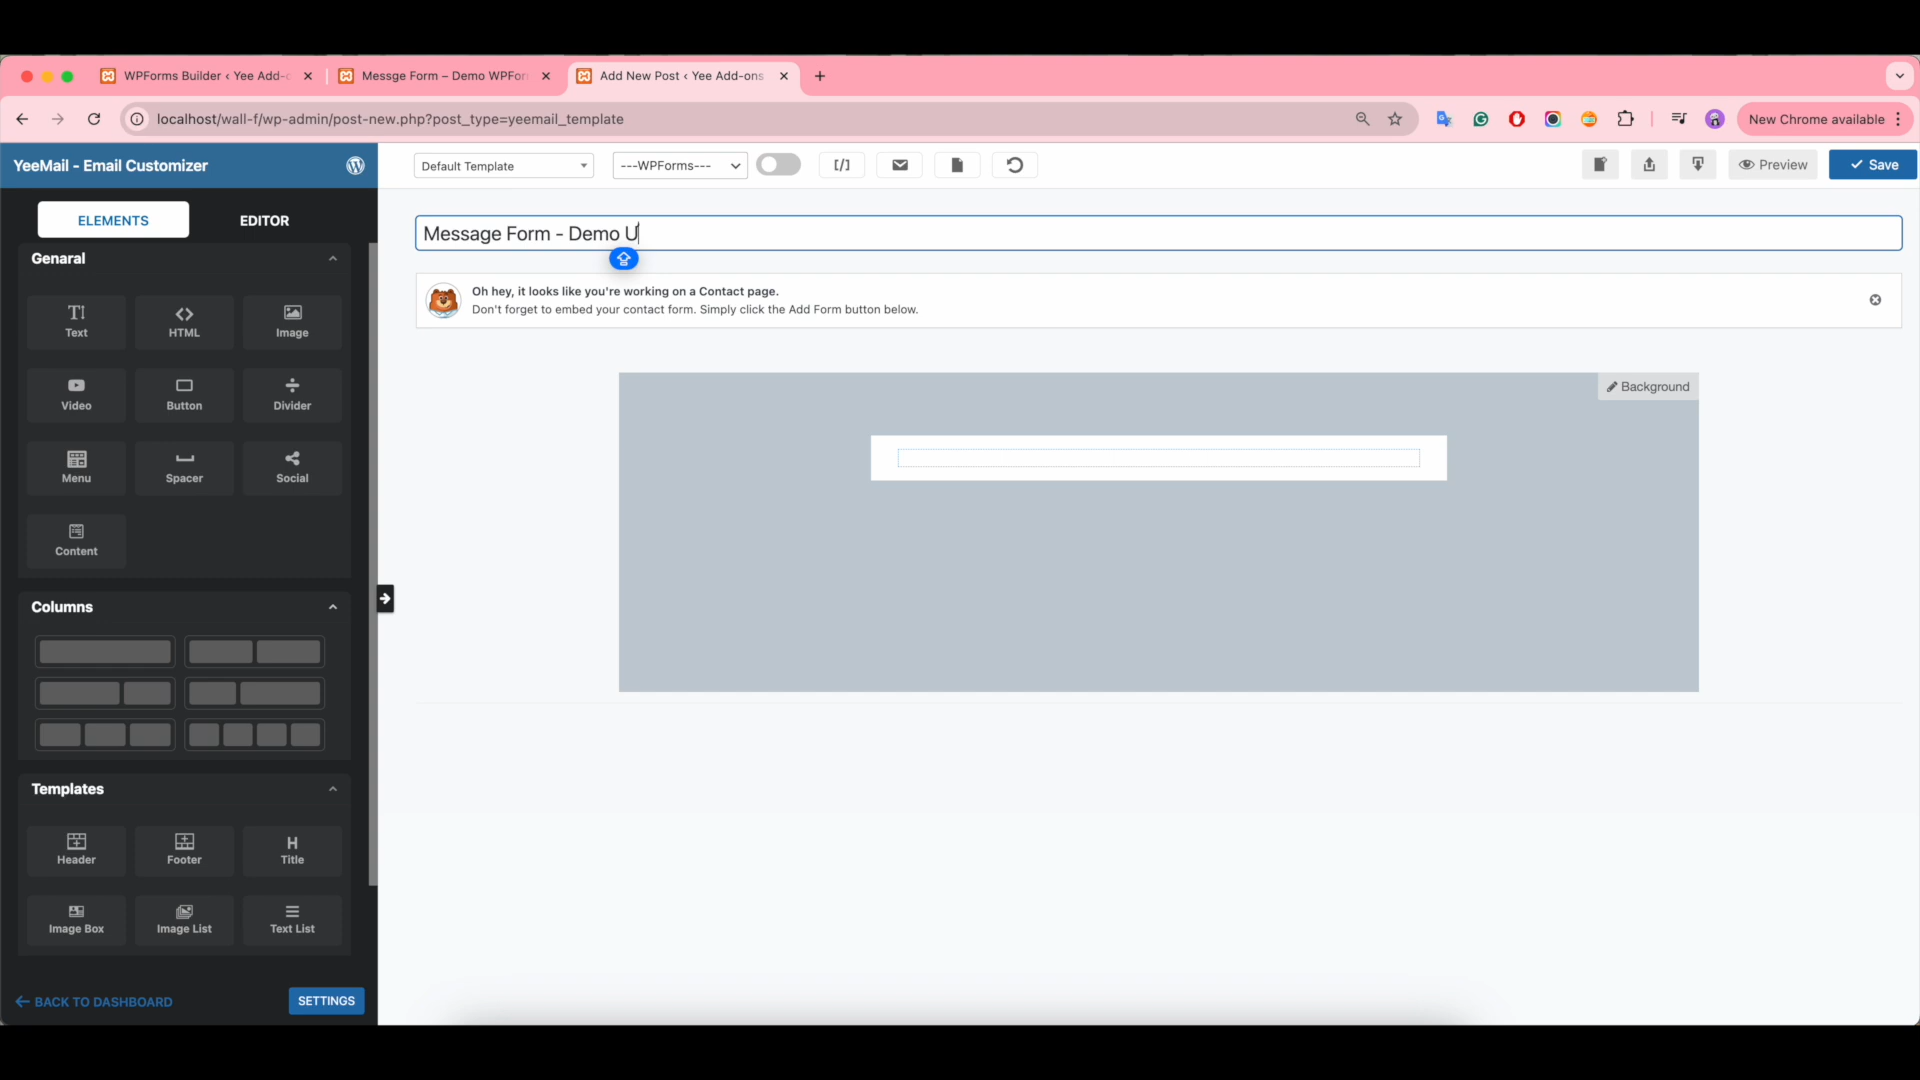 WPForms Builder ‹ Yee Add-o
Messge Form – Demo WPFor
Add New Post ‹ Yee Add-ons
localhost/wall-f/wp-admin/post-new.php?post_type=yeemail_template
New Chrome available
YeeMail - Email Customizer
Default Template
---WPForms---
[/]
Preview
Save
ELEMENTS
EDITOR
Message Form - Demo U
Genaral
Oh hey, it looks like you're working on a Contact page.
Don't forget to embed your contact form. Simply click the Add Form button below.
Text
HTML
Image
Background
Video
Button
Divider
Menu
Spacer
Social
Content
Columns
Templates
Header
Footer
H
Title
Image Box
Image List
Text List
BACK TO DASHBOARD
SETTINGS